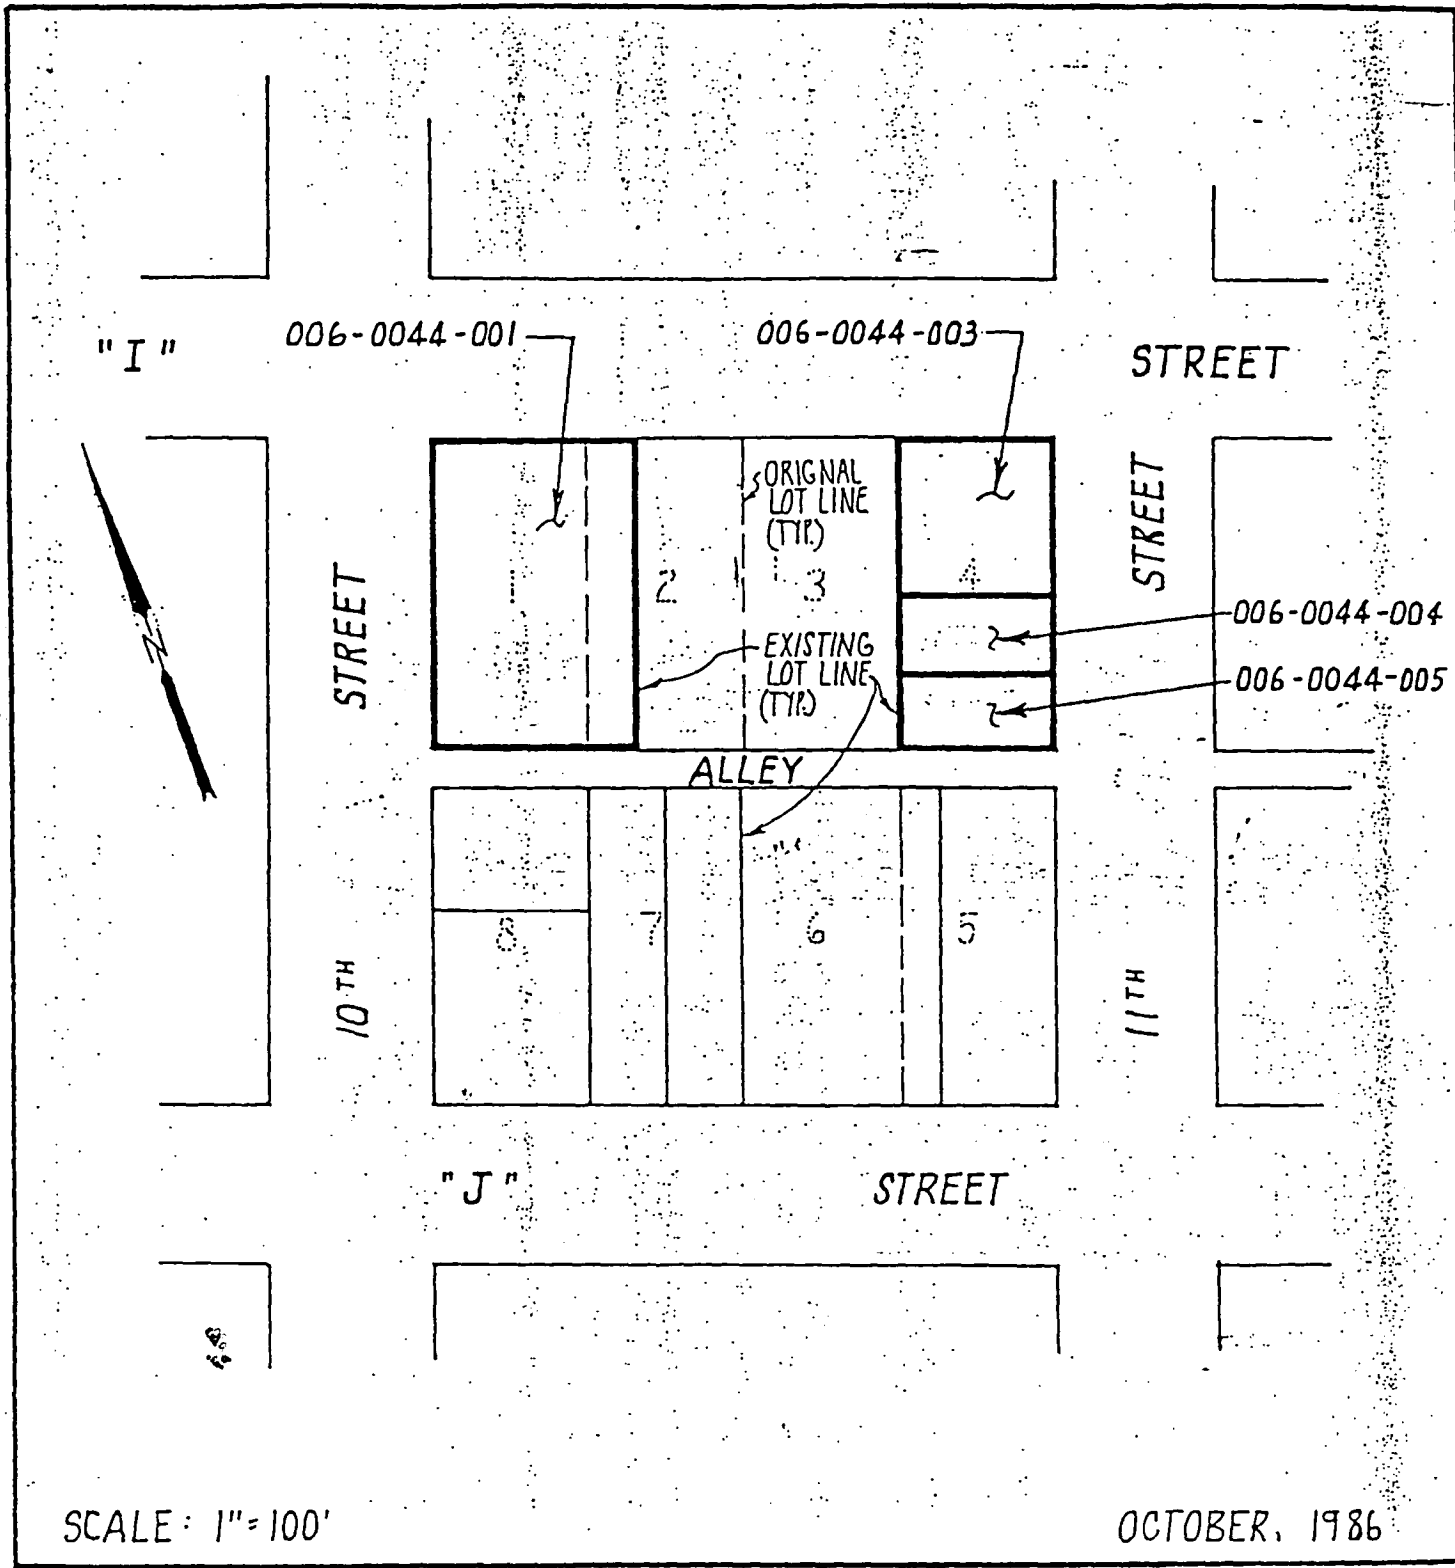 006-0044-001
006-0044-003
"I"
STREET
ORIGNAL
LOT LINE
(TYP.)
STREET
STREET
1
2
3
4
006-0044-004
EXISTING
LOT LINE
(TYP.)
006-0044-005
ALLEY
8
7
6
5
10TH
11TH
"J"
STREET
SCALE: 1"=100'
OCTOBER, 1986
N